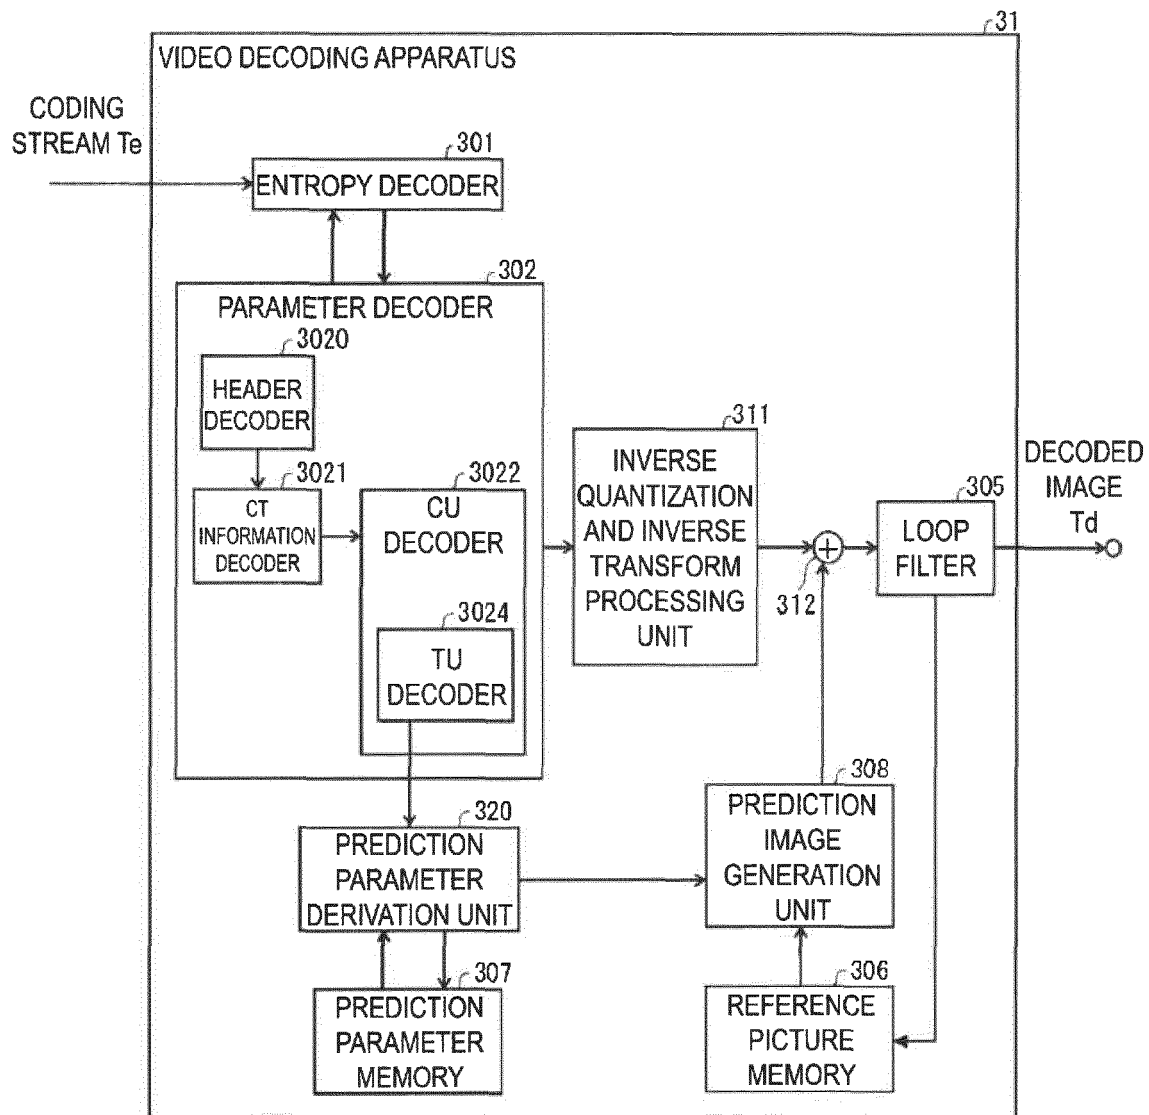 31
VIDEO DECODING APPARATUS
CODING
STREAM Te
301
ENTROPY DECODER
302
PARAMETER DECODER
3020
HEADER
DECODER
3021
CT
INFORMATION
DECODER
3022
CU
DECODER
3024
TU
DECODER
311
INVERSE
QUANTIZATION
AND INVERSE
TRANSFORM
PROCESSING
UNIT
312
305
LOOP
FILTER
DECODED
IMAGE
Td
320
PREDICTION
PARAMETER
DERIVATION UNIT
308
PREDICTION
IMAGE
GENERATION
UNIT
307
PREDICTION
PARAMETER
MEMORY
306
REFERENCE
PICTURE
MEMORY